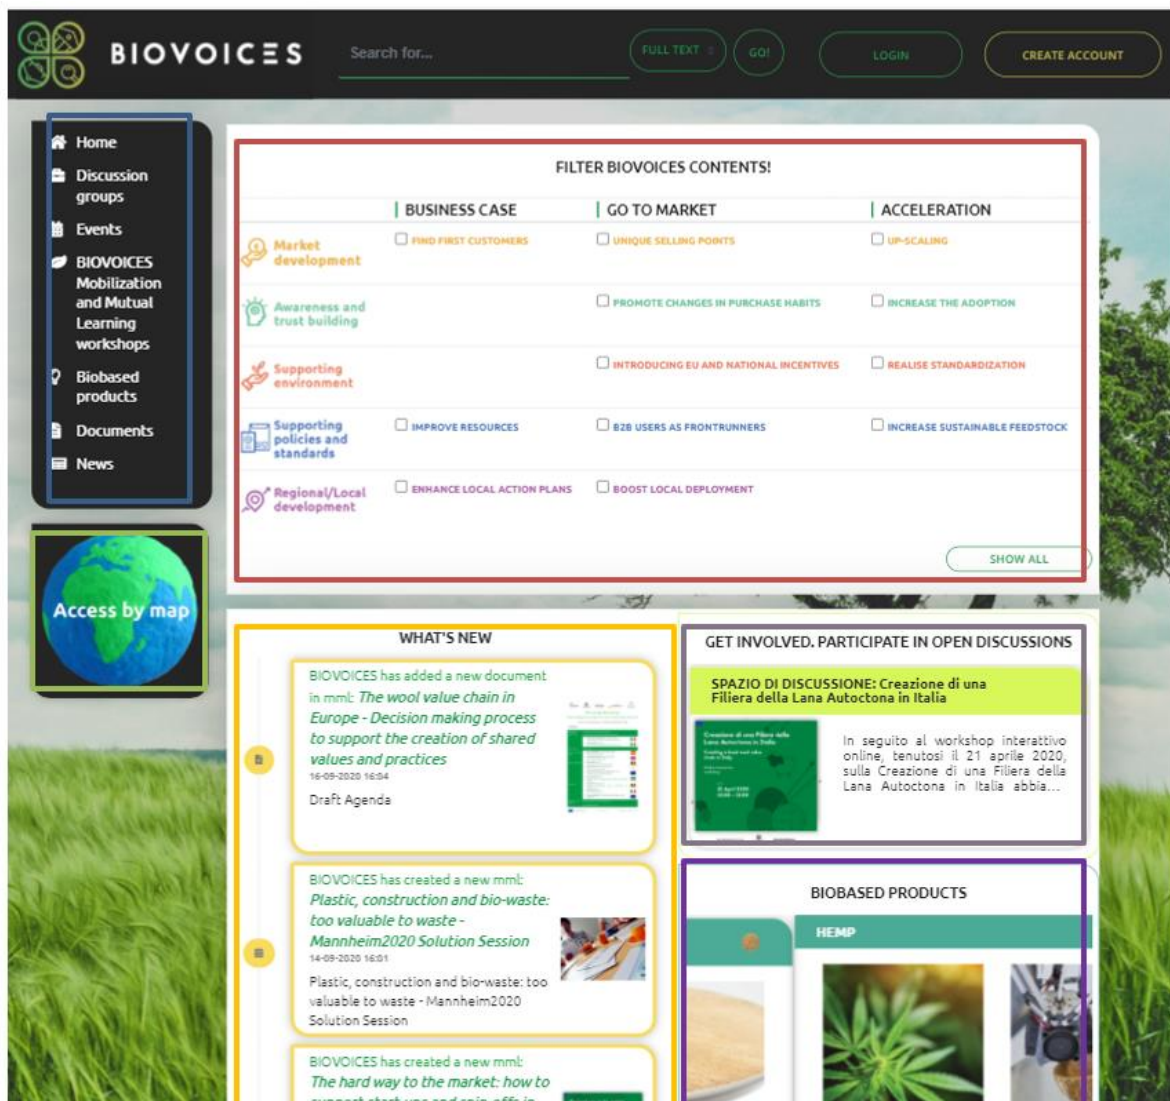 BIOVOICES
Search for...
FULL TEXT
GO!
LOGIN
CREATE ACCOUNT
Home
Discussion
groups
Events
BIOVOICES
Mobilization
and Mutual
Learning
workshops
Biobased
products
Documents
News
Access by map
FILTER BIOVOICES CONTENTS!
BUSINESS CASE GO TO MARKET ACCELERATION
Market
development
FIND FIRST CUSTOMERS UNIQUE SELLING POINTS UP-SCALING
Awareness and
trust building
PROMOTE CHANGES IN PURCHASE HABITS INCREASE THE ADOPTION
Supporting
environment
INTRODUCING EU AND NATIONAL INCENTIVES REALISE STANDARDIZATION
Supporting
policies and
standards
IMPROVE RESOURCES B2B USERS AS FRONTRUNNERS INCREASE SUSTAINABLE FEEDSTOCK
Regional/Local
development
ENHANCE LOCAL ACTION PLANS BOOST LOCAL DEPLOYMENT
SHOW ALL
WHAT'S NEW
BIOVOICES has added a new document
in mml: The wool value chain in
Europe - Decision making process
to support the creation of shared
values and practices
16-09-2020 16:04
Draft Agenda
BIOVOICES has created a new mml:
Plastic, construction and bio-waste:
too valuable to waste -
Mannheim2020 Solution Session
14-09-2020 16:01
Plastic, construction and bio-waste: too
valuable to waste - Mannheim2020
Solution Session
BIOVOICES has created a new mml:
The hard way to the market: how to
GET INVOLVED. PARTICIPATE IN OPEN DISCUSSIONS
SPAZIO DI DISCUSSIONE: Creazione di una
Filiera della Lana Autoctona in Italia
Creazione di una Filiera della
Lana Autoctona in Italia
In seguito al workshop interattivo
online, tenutosi il 21 aprile 2020,
sulla Creazione di una Filiera della
Lana Autoctona in Italia abbia...
BIOBASED PRODUCTS
HEMP